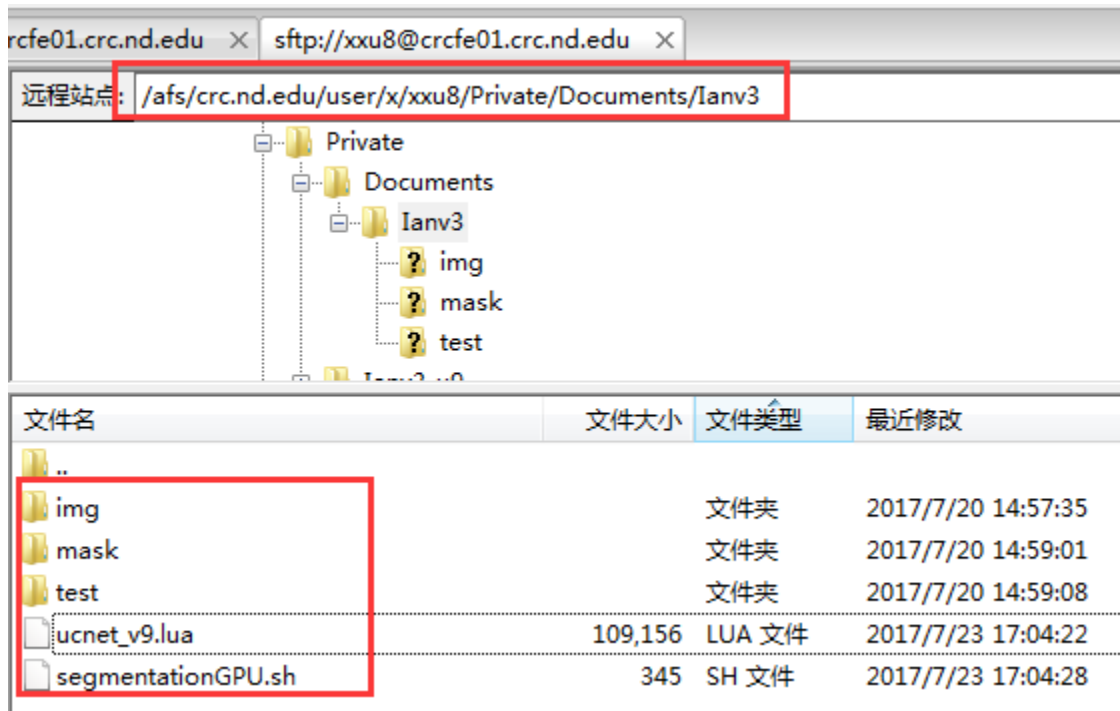 rcfe01.crc.nd.edu × sftp://xxu8@crcfe01.crc.nd.edu ×
远程站点: /afs/crc.nd.edu/user/x/xxu8/Private/Documents/Ianv3
Private
Documents
Ianv3
? img
? mask
? test
文件名 文件大小 文件类型 最近修改
..
img 文件夹 2017/7/20 14:57:35
mask 文件夹 2017/7/20 14:59:01
test 文件夹 2017/7/20 14:59:08
ucnet_v9.lua 109,156 LUA 文件 2017/7/23 17:04:22
segmentationGPU.sh 345 SH 文件 2017/7/23 17:04:28